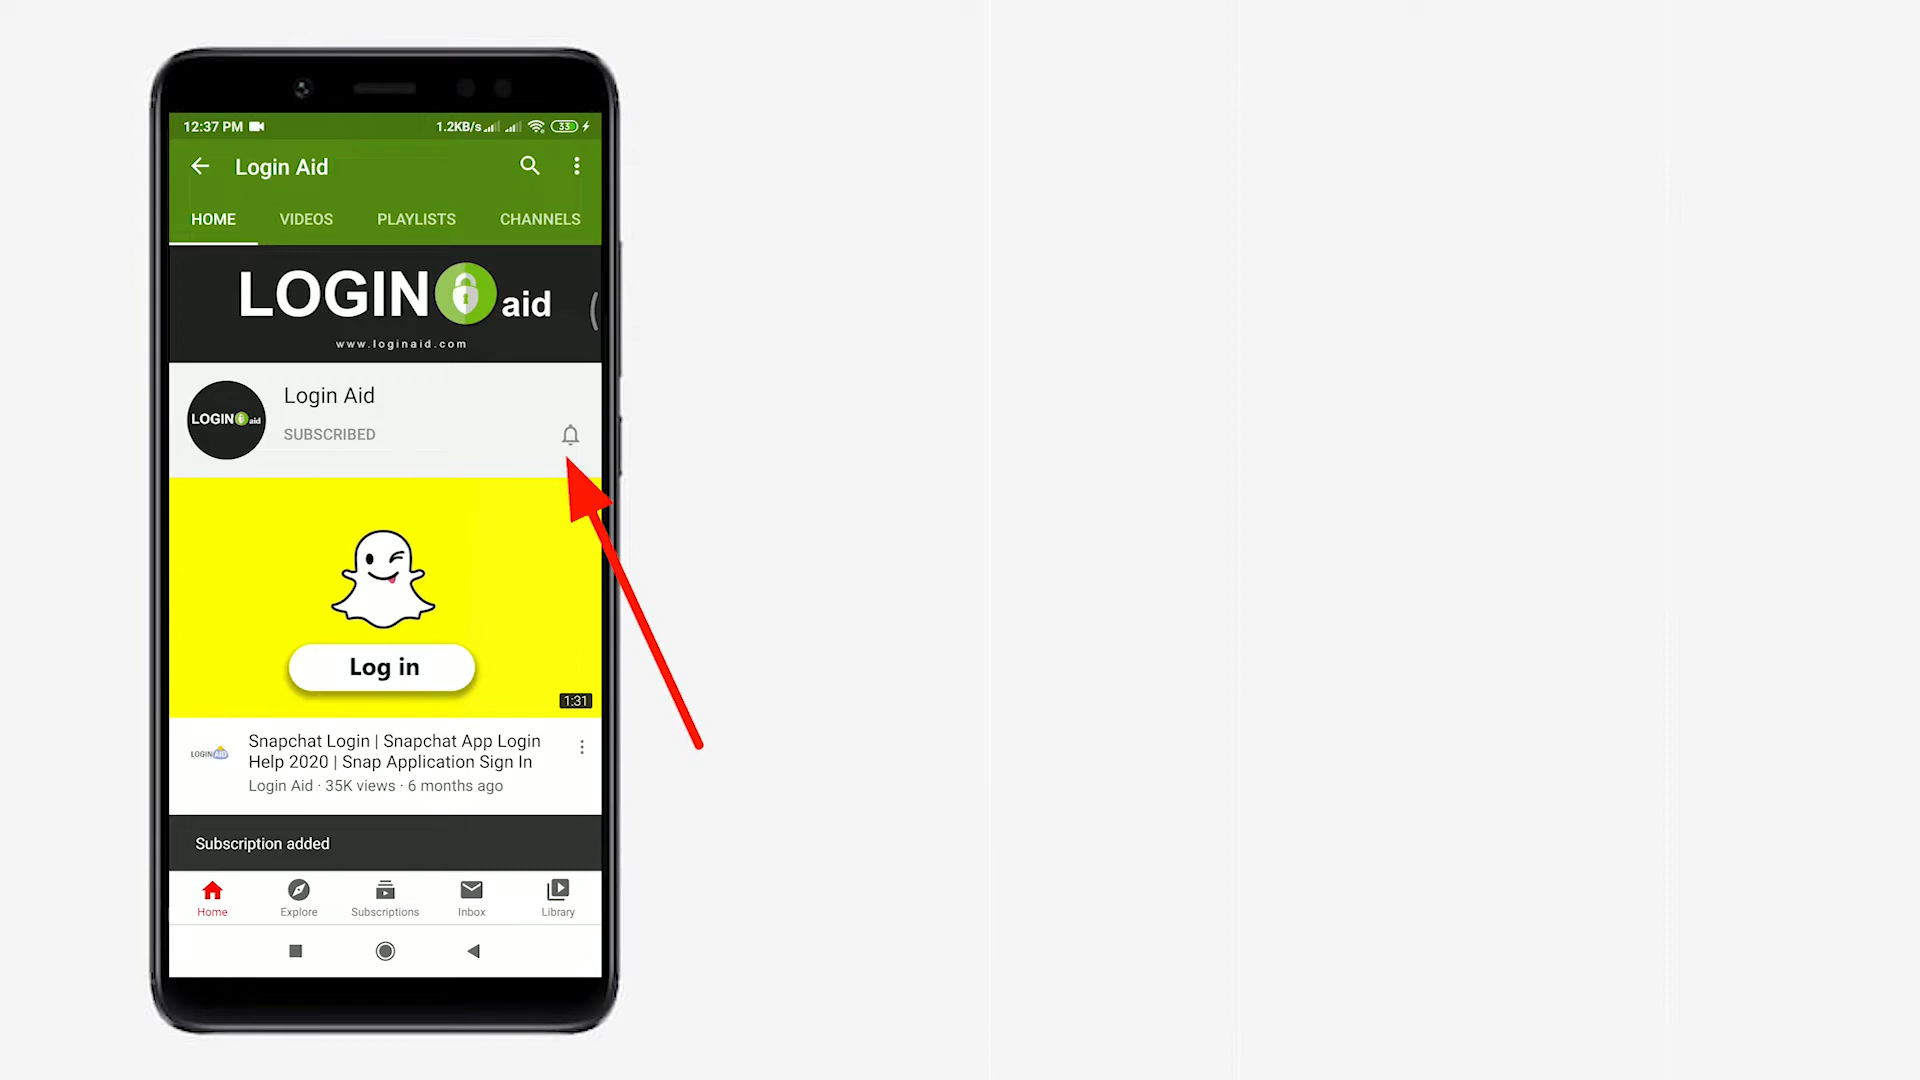 12:37 PM 1.2KB/s 33
Login Aid
HOME VIDEOS PLAYLISTS CHANNELS
LOGIN aid
www.loginaid.com
Login Aid
LOGIN aid
SUBSCRIBED
Log in
1:31
Snapchat Login | Snapchat App Login
LOGIN AID
Help 2020 | Snap Application Sign In
Login Aid · 35K views · 6 months ago
Subscription added
Home Explore Subscriptions Inbox Library